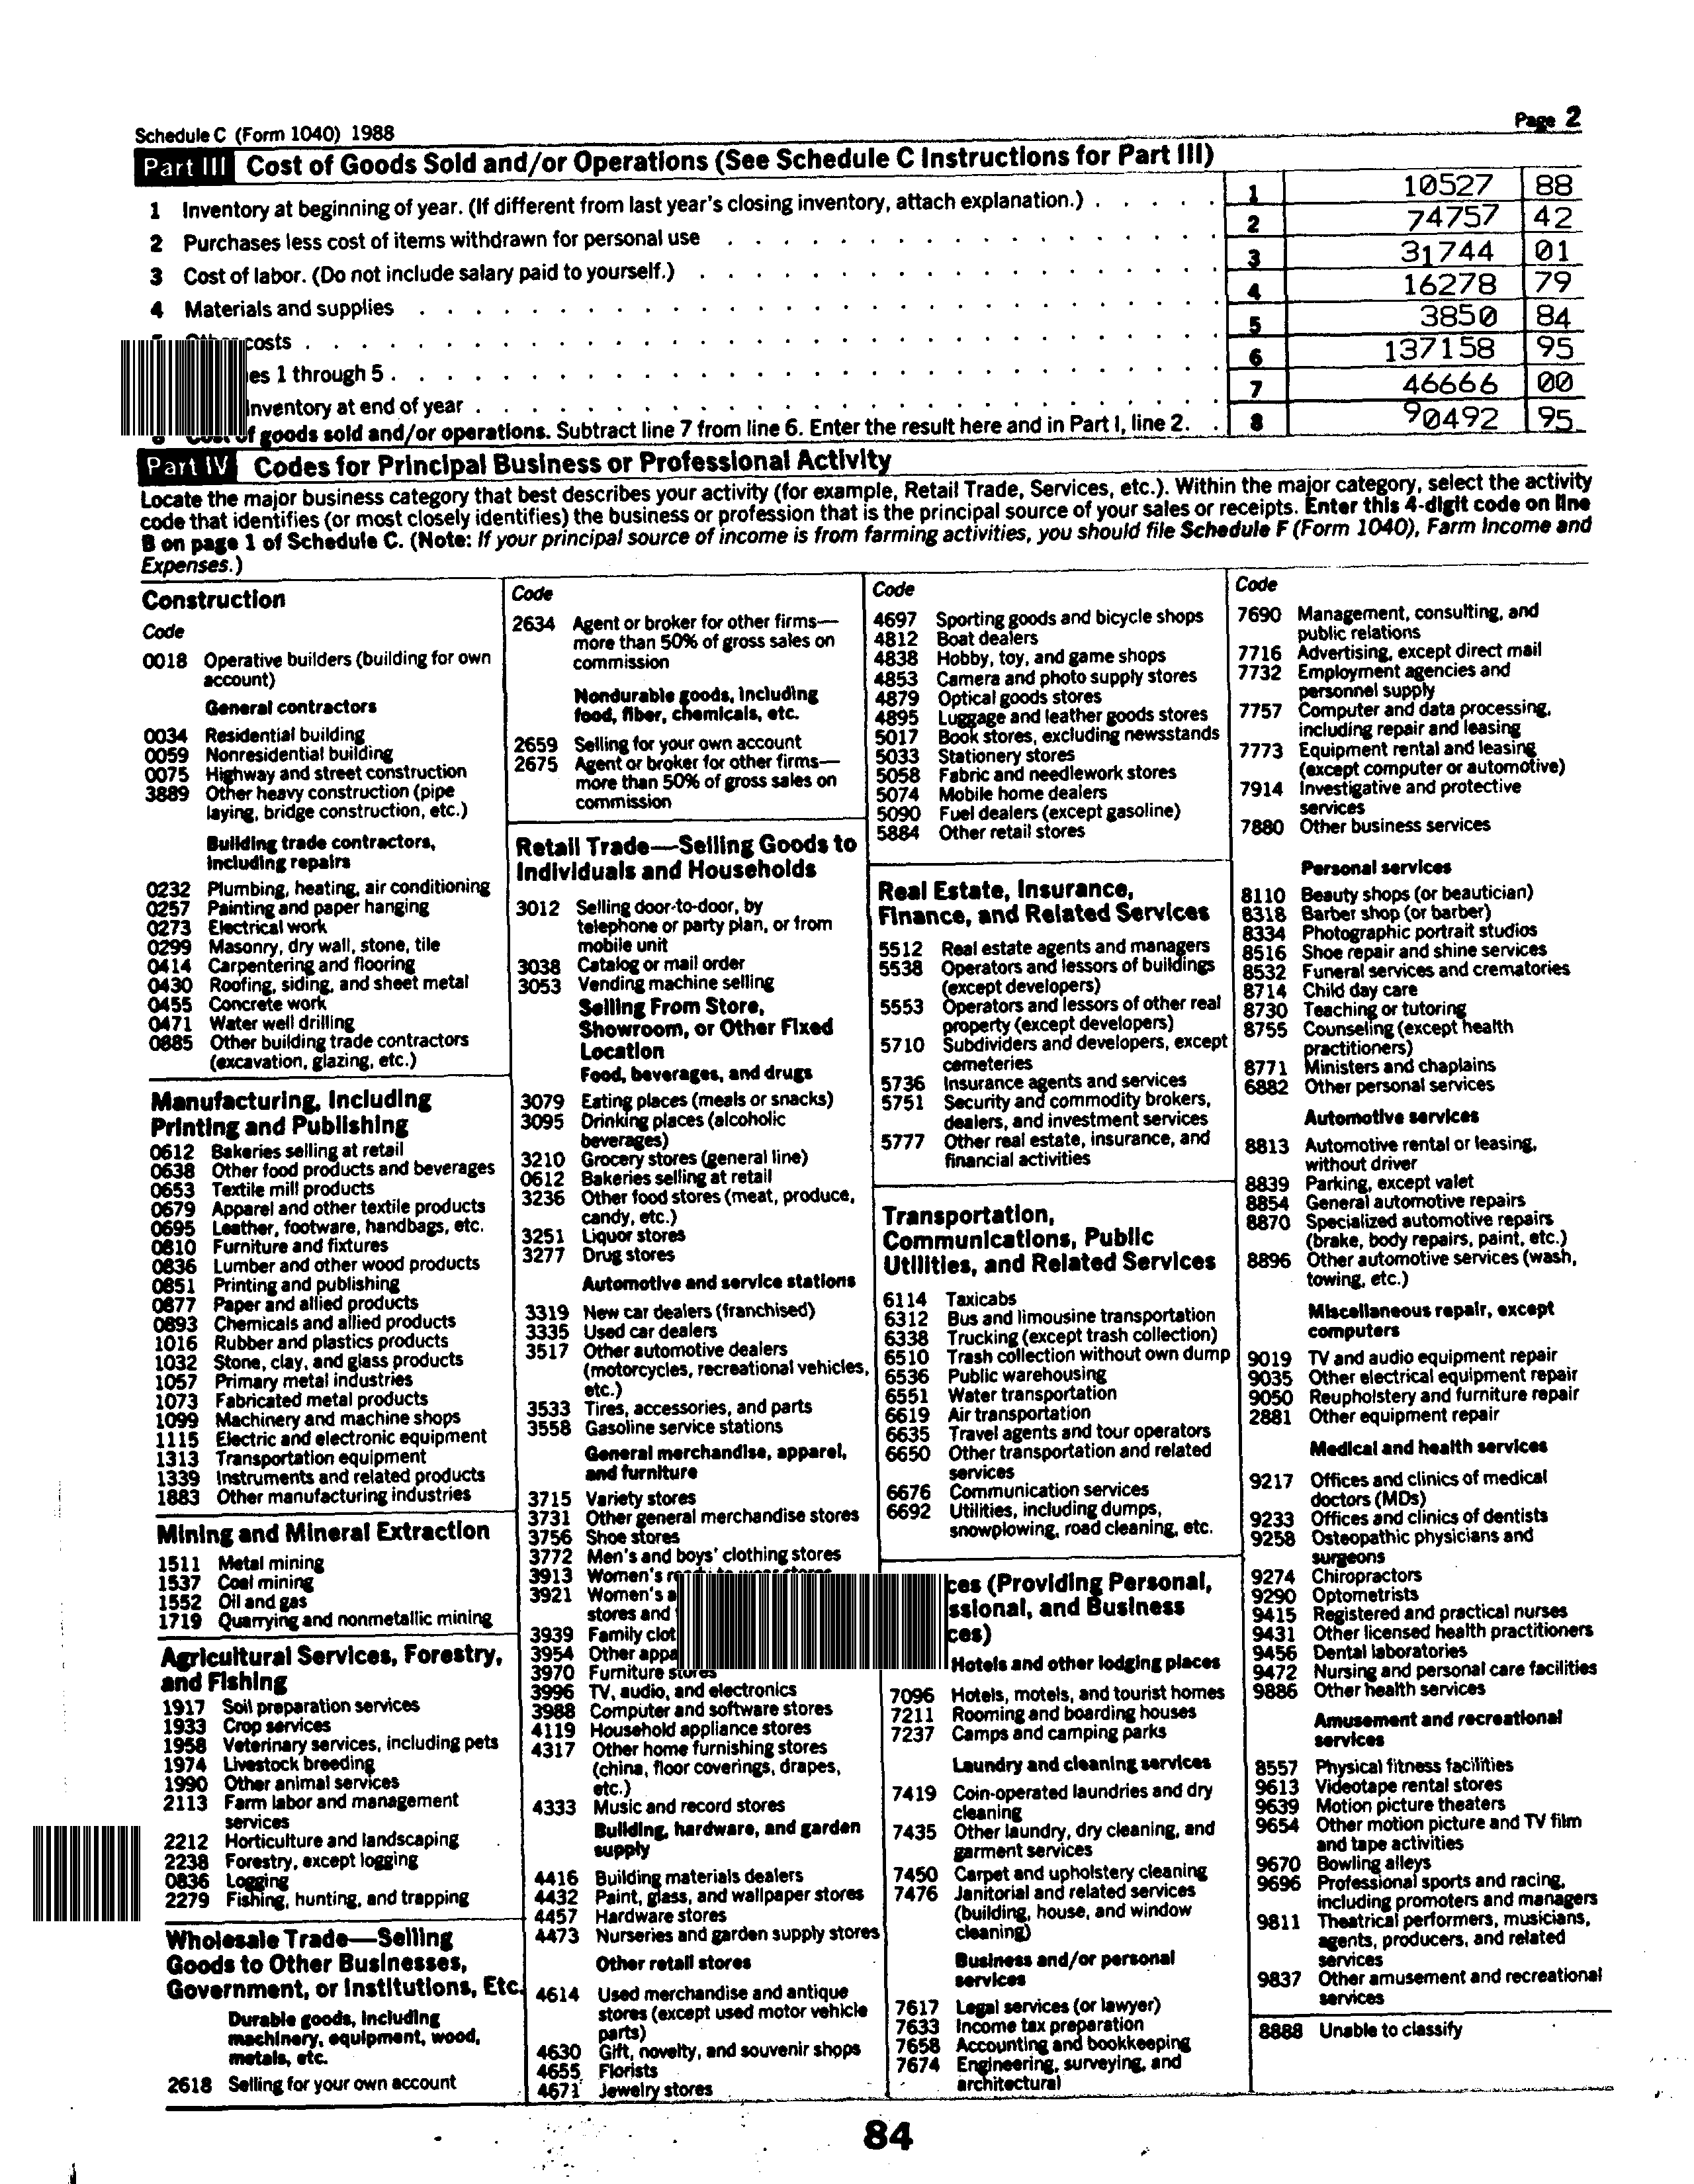 Schedule C (Form 1040) 1988
Page 2
Part III Cost of Goods Sold and/or Operations (See Schedule C Instructions for Part III)
1 Inventory at beginning of year. (If different from last year's closing inventory, attach explanation.) 1 10527 88
2 Purchases less cost of items withdrawn for personal use 2 74757 42
3 Cost of labor. (Do not include salary paid to yourself.) 3 31744 01
4 Materials and supplies 4 16278 79
costs 5 3850 84
es 1 through 5 6 137158 95
Inventory at end of year 7 46666 00
of goods sold and/or operations. Subtract line 7 from line 6. Enter the result here and in Part I, line 2. 8 90492 95
Part IV Codes for Principal Business or Professional Activity
Locate the major business category that best describes your activity (for example, Retail Trade, Services, etc.). Within the major category, select the activity
code that identifies (or most closely identifies) the business or profession that is the principal source of your sales or receipts. Enter this 4-digit code on line
B on page 1 of Schedule C. (Note: If your principal source of income is from farming activities, you should file Schedule F (Form 1040), Farm Income and
Expenses.)
Construction
Code
0018 Operative builders (building for own
account)
General contractors
0034 Residential building
0059 Nonresidential building
0075 Highway and street construction
3889 Other heavy construction (pipe
laying, bridge construction, etc.)
Building trade contractors,
including repairs
0232 Plumbing, heating, air conditioning
0257 Painting and paper hanging
0273 Electrical work
0299 Masonry, dry wall, stone, tile
0414 Carpentering and flooring
0430 Roofing, siding, and sheet metal
0455 Concrete work
0471 Water well drilling
0885 Other building trade contractors
(excavation, glazing, etc.)
Manufacturing, Including
Printing and Publishing
0612 Bakeries selling at retail
0638 Other food products and beverages
0653 Textile mill products
0679 Apparel and other textile products
0695 Leather, footware, handbags, etc.
0810 Furniture and fixtures
0836 Lumber and other wood products
0851 Printing and publishing
0877 Paper and allied products
0893 Chemicals and allied products
1016 Rubber and plastics products
1032 Stone, clay, and glass products
1057 Primary metal industries
1073 Fabricated metal products
1099 Machinery and machine shops
1115 Electric and electronic equipment
1313 Transportation equipment
1339 Instruments and related products
1883 Other manufacturing industries
Mining and Mineral Extraction
1511 Metal mining
1537 Coal mining
1552 Oil and gas
1719 Quarrying and nonmetallic mining
Agricultural Services, Forestry,
and Fishing
1917 Soil preparation services
1933 Crop services
1958 Veterinary services, including pets
1974 Livestock breeding
1990 Other animal services
2113 Farm labor and management
services
2212 Horticulture and landscaping
2238 Forestry, except logging
0836 Logging
2279 Fishing, hunting, and trapping
Wholesale Trade—Selling
Goods to Other Businesses,
Government, or Institutions, Etc.
Durable goods, including
machinery, equipment, wood,
metals, etc.
2618 Selling for your own account
Code
2634 Agent or broker for other firms—
more than 50% of gross sales on
commission
Nondurable goods, including
food, fiber, chemicals, etc.
2659 Selling for your own account
2675 Agent or broker for other firms—
more than 50% of gross sales on
commission
Retail Trade—Selling Goods to
Individuals and Households
3012 Selling door-to-door, by
telephone or party plan, or from
mobile unit
3038 Catalog or mail order
3053 Vending machine selling
Selling From Store,
Showroom, or Other Fixed
Location
Food, beverages, and drugs
3079 Eating places (meals or snacks)
3095 Drinking places (alcoholic
beverages)
3210 Grocery stores (general line)
0612 Bakeries selling at retail
3236 Other food stores (meat, produce,
candy, etc.)
3251 Liquor stores
3277 Drug stores
Automotive and service stations
3319 New car dealers (franchised)
3335 Used car dealers
3517 Other automotive dealers
(motorcycles, recreational vehicles,
etc.)
3533 Tires, accessories, and parts
3558 Gasoline service stations
General merchandise, apparel,
and furniture
3715 Variety stores
3731 Other general merchandise stores
3756 Shoe stores
3772 Men's and boys' clothing stores
3913 Women's
3921 Women's a
stores and
3939 Family clot
3954 Other appa
3970 Furniture stores
3996 TV, audio, and electronics
3988 Computer and software stores
4119 Household appliance stores
4317 Other home furnishing stores
(china, floor coverings, drapes,
etc.)
4333 Music and record stores
Building, hardware, and garden
supply
4416 Building materials dealers
4432 Paint, glass, and wallpaper stores
4457 Hardware stores
4473 Nurseries and garden supply stores
Other retail stores
4614 Used merchandise and antique
stores (except used motor vehicle
parts)
4630 Gift, novelty, and souvenir shops
4655 Florists
4671 Jewelry stores
Code
4697 Sporting goods and bicycle shops
4812 Boat dealers
4838 Hobby, toy, and game shops
4853 Camera and photo supply stores
4879 Optical goods stores
4895 Luggage and leather goods stores
5017 Book stores, excluding newsstands
5033 Stationery stores
5058 Fabric and needlework stores
5074 Mobile home dealers
5090 Fuel dealers (except gasoline)
5884 Other retail stores
Real Estate, Insurance,
Finance, and Related Services
5512 Real estate agents and managers
5538 Operators and lessors of buildings
(except developers)
5553 Operators and lessors of other real
property (except developers)
5710 Subdividers and developers, except
cemeteries
5736 Insurance agents and services
5751 Security and commodity brokers,
dealers, and investment services
5777 Other real estate, insurance, and
financial activities
Transportation,
Communications, Public
Utilities, and Related Services
6114 Taxicabs
6312 Bus and limousine transportation
6338 Trucking (except trash collection)
6510 Trash collection without own dump
6536 Public warehousing
6551 Water transportation
6619 Air transportation
6635 Travel agents and tour operators
6650 Other transportation and related
services
6676 Communication services
6692 Utilities, including dumps,
snowplowing, road cleaning, etc.
ces (Providing Personal,
ssional, and Business
ces)
Hotels and other lodging places
7096 Hotels, motels, and tourist homes
7211 Rooming and boarding houses
7237 Camps and camping parks
Laundry and cleaning services
7419 Coin-operated laundries and dry
cleaning
7435 Other laundry, dry cleaning, and
garment services
7450 Carpet and upholstery cleaning
7476 Janitorial and related services
(building, house, and window
cleaning)
Business and/or personal
services
7617 Legal services (or lawyer)
7633 Income tax preparation
7658 Accounting and bookkeeping
7674 Engineering, surveying, and
architectural
Code
7690 Management, consulting, and
public relations
7716 Advertising, except direct mail
7732 Employment agencies and
personnel supply
7757 Computer and data processing,
including repair and leasing
7773 Equipment rental and leasing
(except computer or automotive)
7914 Investigative and protective
services
7880 Other business services
Personal services
8110 Beauty shops (or beautician)
8318 Barber shop (or barber)
8334 Photographic portrait studios
8516 Shoe repair and shine services
8532 Funeral services and crematories
8714 Child day care
8730 Teaching or tutoring
8755 Counseling (except health
practitioners)
8771 Ministers and chaplains
6882 Other personal services
Automotive services
8813 Automotive rental or leasing,
without driver
8839 Parking, except valet
8854 General automotive repairs
8870 Specialized automotive repairs
(brake, body repairs, paint, etc.)
8896 Other automotive services (wash,
towing, etc.)
Miscellaneous repair, except
computers
9019 TV and audio equipment repair
9035 Other electrical equipment repair
9050 Reupholstery and furniture repair
2881 Other equipment repair
Medical and health services
9217 Offices and clinics of medical
doctors (MDs)
9233 Offices and clinics of dentists
9258 Osteopathic physicians and
surgeons
9274 Chiropractors
9290 Optometrists
9415 Registered and practical nurses
9431 Other licensed health practitioners
9456 Dental laboratories
9472 Nursing and personal care facilities
9886 Other health services
Amusement and recreational
services
8557 Physical fitness facilities
9613 Videotape rental stores
9639 Motion picture theaters
9654 Other motion picture and TV film
and tape activities
9670 Bowling alleys
9696 Professional sports and racing,
including promoters and managers
9811 Theatrical performers, musicians,
agents, producers, and related
services
9837 Other amusement and recreational
services
8888 Unable to classify
84